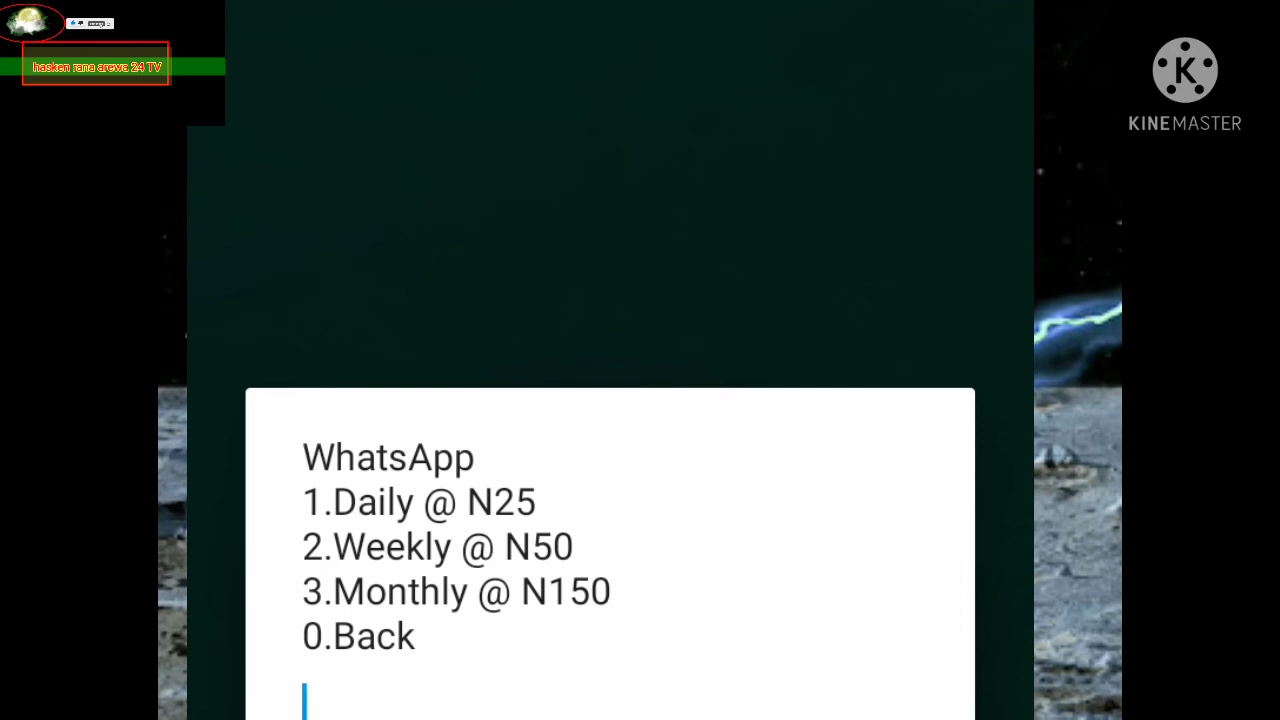 hasken rana arewa 24 TV
KINEMASTER
WhatsApp
1.Daily @ N25
2.Weekly @ N50
3.Monthly @ N150
0.Back